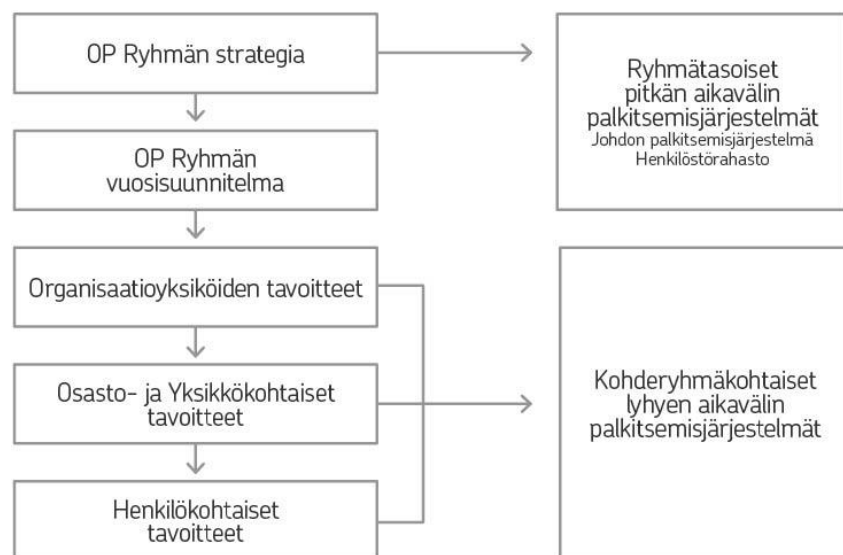 OP Ryhmän strategia
OP Ryhmän
vuosisuunnitelma
Organisaatioyksiköiden tavoitteet
Osasto- ja Yksikkökohtaiset
tavoitteet
Henkilökohtaiset
tavoitteet
Ryhmätasoiset
pitkän aikavälin
palkitsemisjärjestelmät
Johdon palkitsemisjärjestelmä
Henkilöstörahasto
Kohderyhmäkohtaiset
lyhyen aikavälin
palkitsemisjärjestelmät